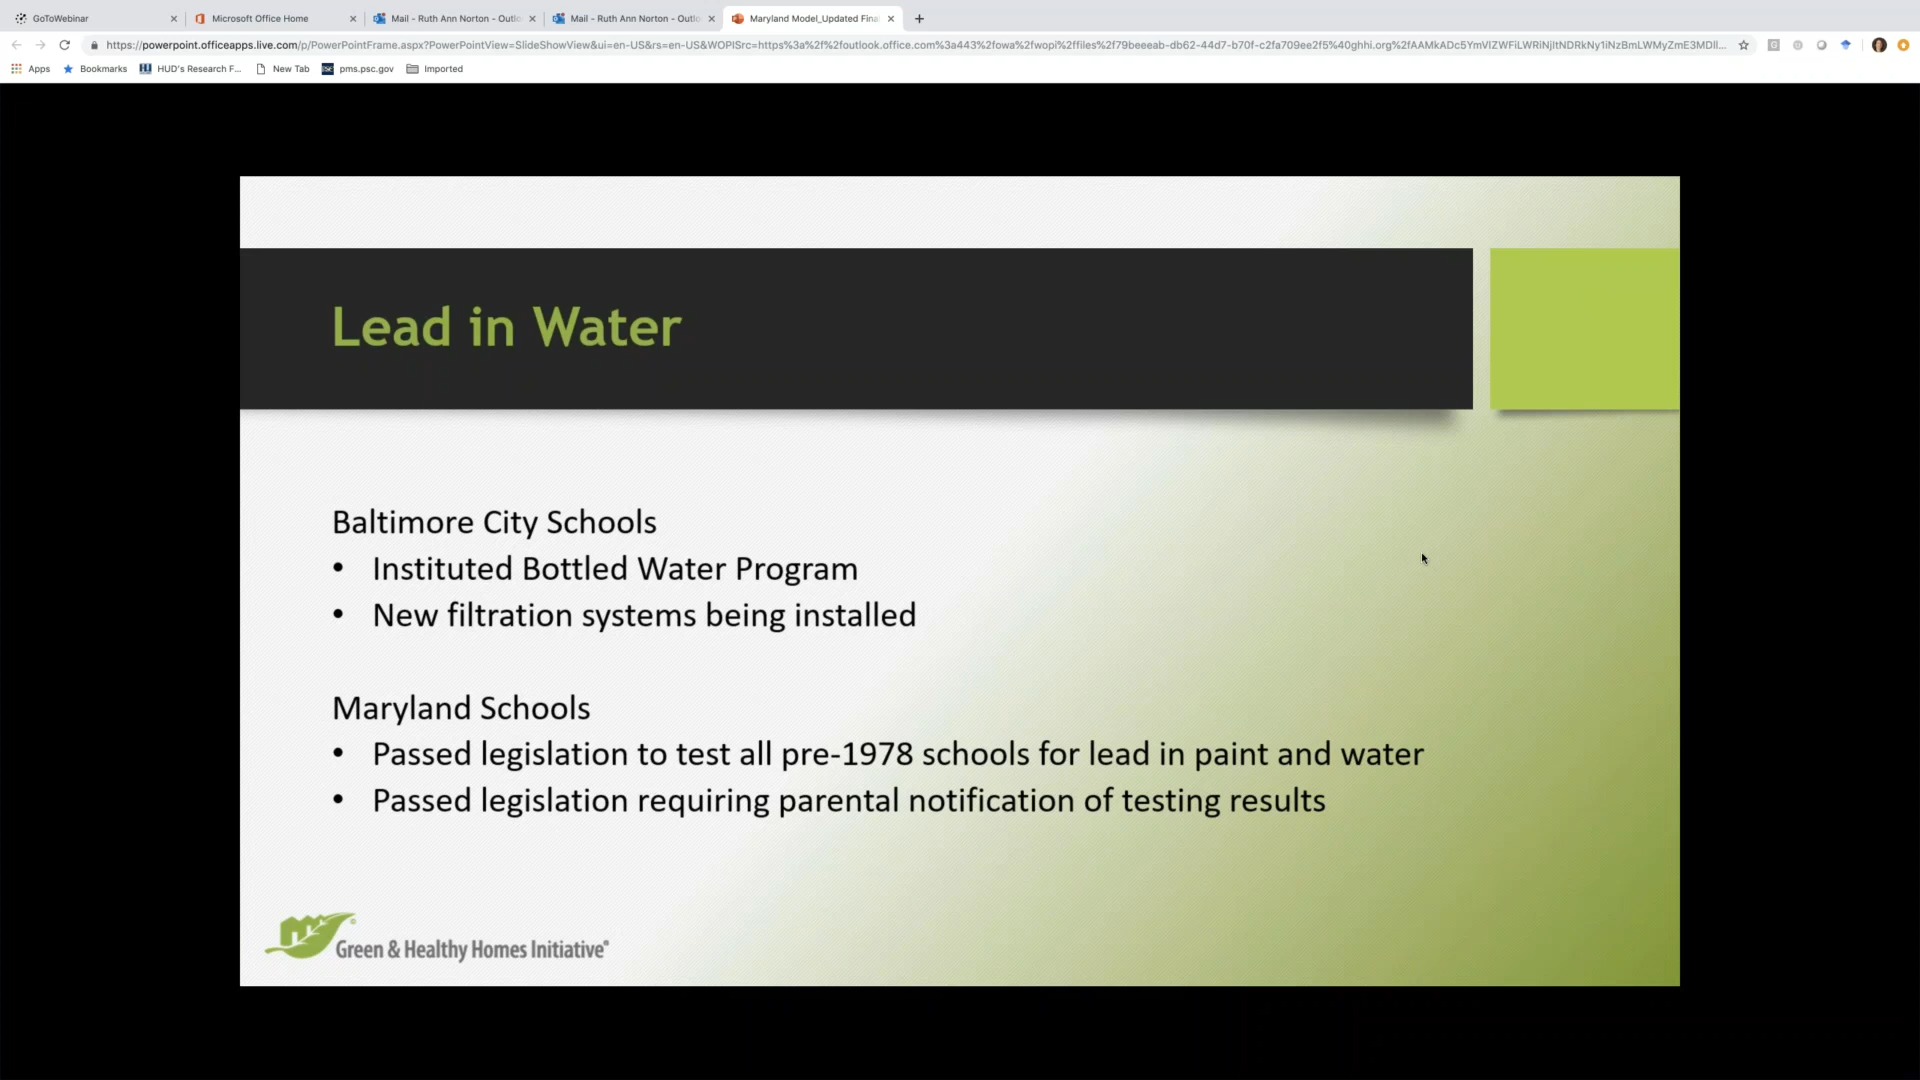 GoToWebinar
Microsoft Office Home
Mail - Ruth Ann Norton - Outlo
Mail - Ruth Ann Norton - Outlo
Maryland Model_Updated Fina
Apps
Bookmarks
HUD's Research F...
New Tab
pms.psc.gov
Imported
Lead in Water
Baltimore City Schools
• Instituted Bottled Water Program
• New filtration systems being installed
Maryland Schools
• Passed legislation to test all pre-1978 schools for lead in paint and water
• Passed legislation requiring parental notification of testing results
Green & Healthy Homes Initiative®